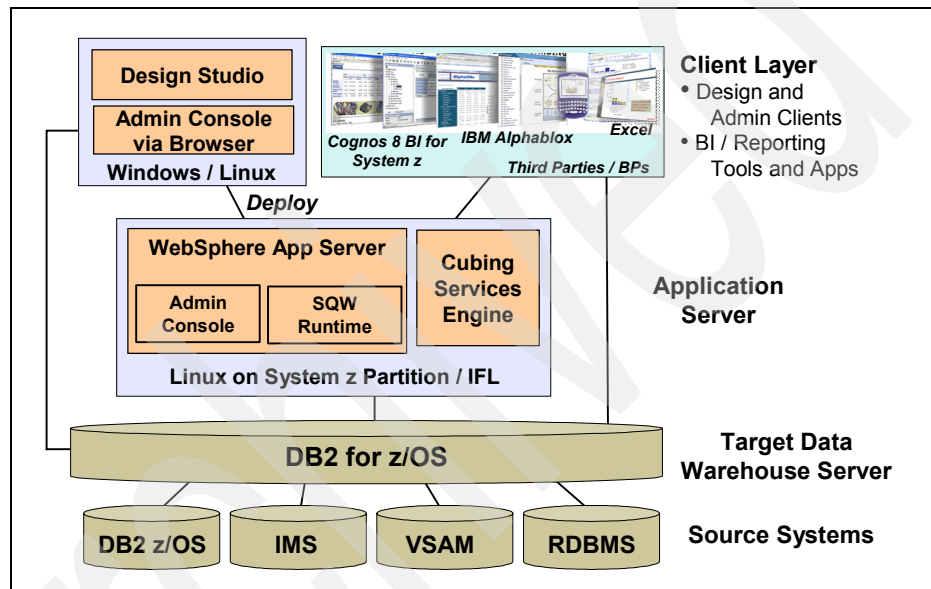 Design Studio
Admin Console
via Browser
Windows / Linux
Cognos 8 BI for
System z
IBM Alphablox
Excel
Third Parties / BPs
Client Layer
• Design and
Admin Clients
• BI / Reporting
Tools and Apps
Deploy
WebSphere App Server
Admin
Console
SQW
Runtime
Cubing
Services
Engine
Linux on System z Partition / IFL
Application
Server
DB2 for z/OS
Target Data
Warehouse Server
DB2 z/OS
IMS
VSAM
RDBMS
Source Systems